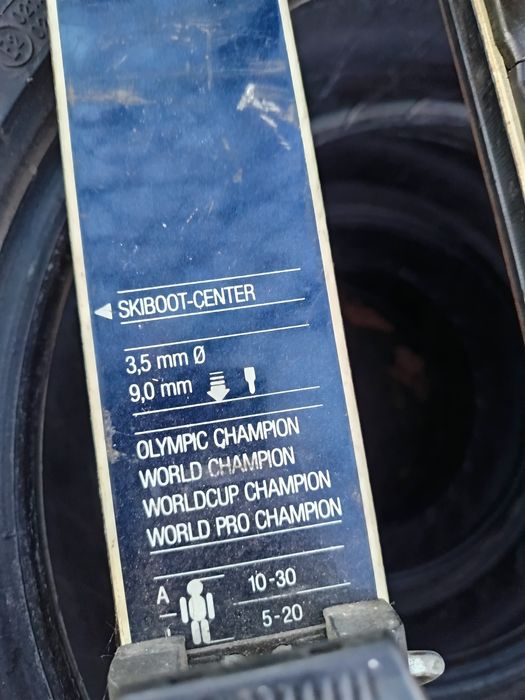 SKIBOOT-CENTER
3,5 mm Ø
9,0 mm
OLYMPIC CHAMPION
WORLD CHAMPION
WORLDCUP CHAMPION
WORLD PRO CHAMPION
A 10-30
5-20